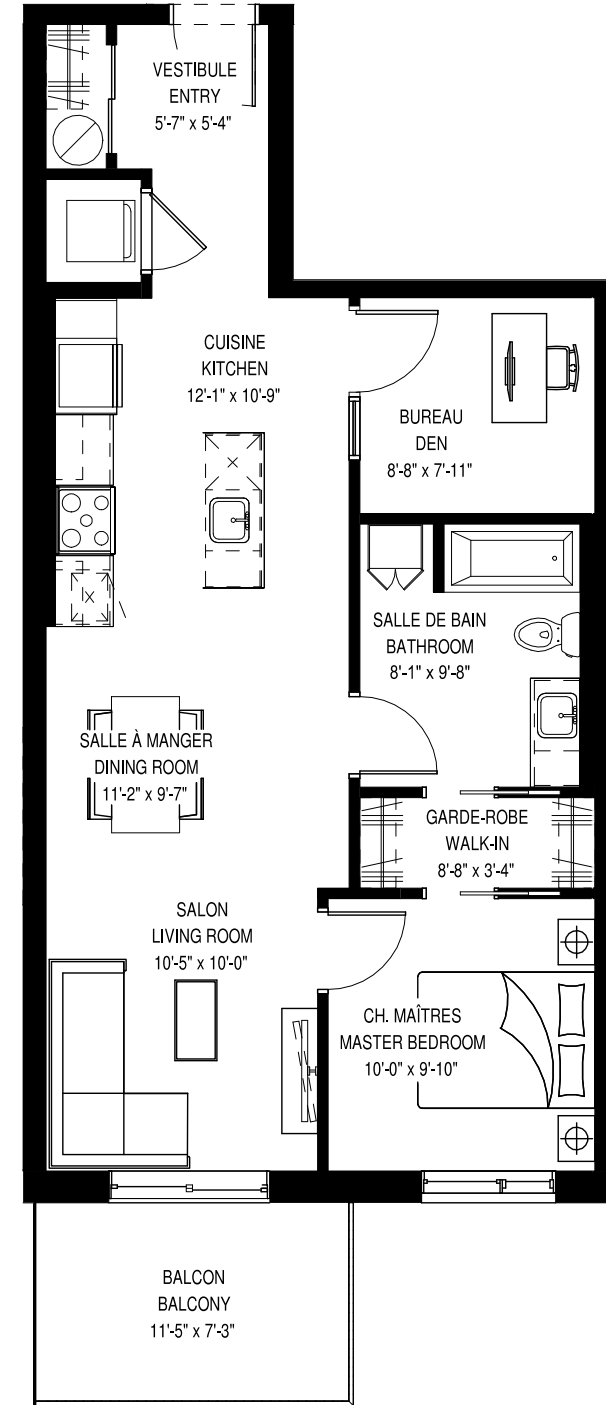 VESTIBULE
ENTRY
5'-7" x 5'-4"
CUISINE
KITCHEN
12'-1" x 10'-9"
BUREAU
DEN
8'-8" x 7'-11"
SALLE DE BAIN
BATHROOM
8'-1" x 9'-8"
SALLE À MANGER
DINING ROOM
11'-2" x 9'-7"
GARDE-ROBE
WALK-IN
8'-8" x 3'-4"
SALON
LIVING ROOM
10'-5" x 10'-0"
CH. MAÎTRES
MASTER BEDROOM
10'-0" x 9'-10"
BALCON
BALCONY
11'-5" x 7'-3"